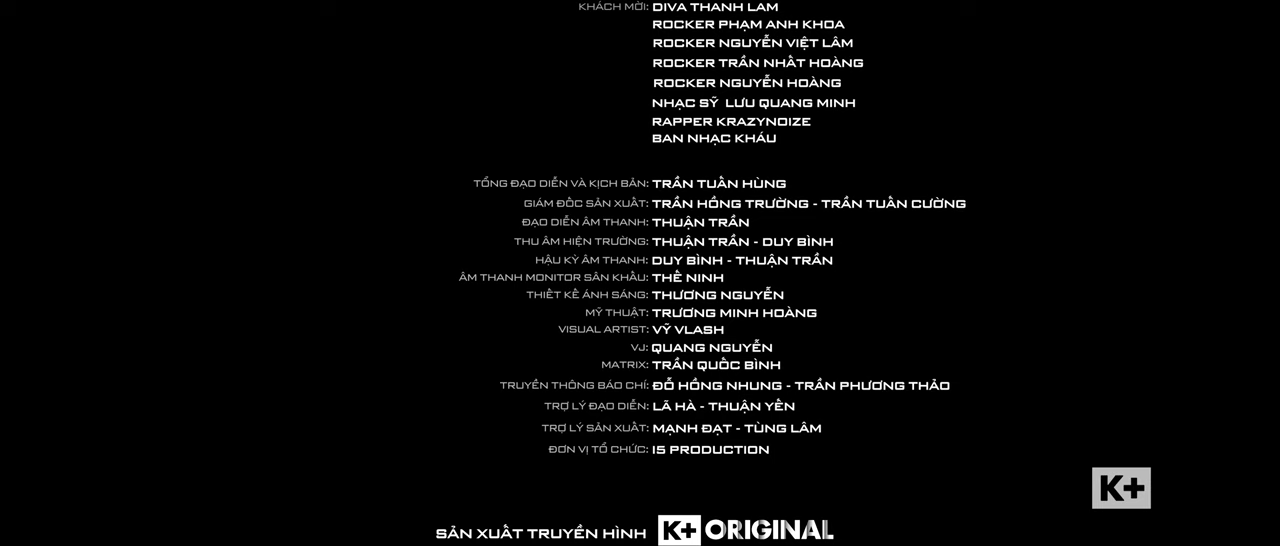 KHÁCH MỜI: DIVA THANH LAM
ROCKER PHẠM ANH KHOA
ROCKER NGUYỄN VIỆT LÂM
ROCKER TRẦN NHẤT HOÀNG
ROCKER NGUYỄN HOÀNG
NHẠC SỸ LƯU QUANG MINH
RAPPER KRAZYNOIZE
BAN NHẠC KHÁU
TỔNG ĐẠO DIỄN VÀ KỊCH BẢN: TRẦN TUẤN HÙNG
GIÁM ĐỐC SẢN XUẤT: TRẦN HỒNG TRƯỜNG - TRẦN TUẤN CƯỜNG
ĐẠO DIỄN ÂM THANH: THUẬN TRẦN
THU ÂM HIỆN TRƯỜNG: THUẬN TRẦN - DUY BÌNH
HẬU KỲ ÂM THANH: DUY BÌNH - THUẬN TRẦN
ÂM THANH MONITOR SÂN KHẤU: THẾ NINH
THIẾT KẾ ÁNH SÁNG: THƯƠNG NGUYỄN
MỸ THUẬT: TRƯƠNG MINH HOÀNG
VISUAL ARTIST: VỸ VLASH
VJ: QUANG NGUYỄN
MATRIX: TRẦN QUỐC BÌNH
TRUYỀN THÔNG BÁO CHÍ: ĐỖ HỒNG NHUNG - TRẦN PHƯƠNG THẢO
TRỢ LÝ ĐẠO DIỄN: LÃ HÀ - THUẬN YẾN
TRỢ LÝ SẢN XUẤT: MẠNH ĐẠT - TÙNG LÂM
ĐƠN VỊ TỔ CHỨC: I5 PRODUCTION
K+
SẢN XUẤT TRUYỀN HÌNH K+ ORIGINAL